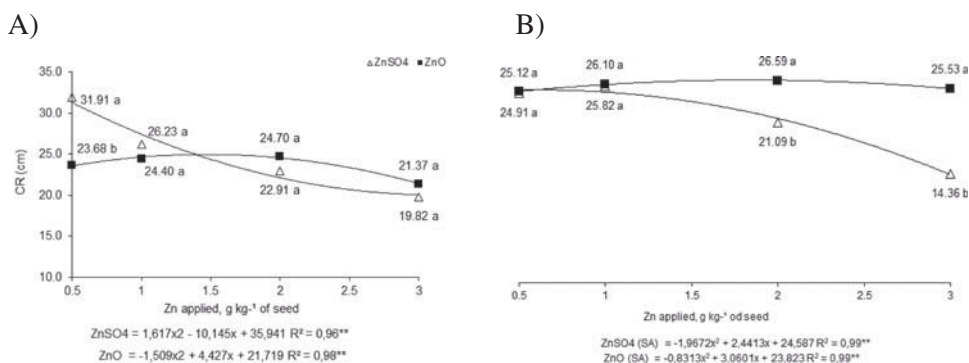 A)
B)
△ZnSO4 ■ZnO
CR (cm)
35.0
30.0
25.0
20.0
15.0
10.0
31.91 a
26.23 a
24.70 a
23.68 b
24.40 a
22.91 a
21.37 a
19.82 a
0.5 1 1.5 2 2.5 3
Zn applied, g kg-¹ of seed
ZnSO4 = 1,617x2 - 10,145x + 35,941 R² = 0,96**
ZnO = -1,509x2 + 4,427x + 21,719 R² = 0,98**
25.12 a
26.10 a
26.59 a
25.53 a
24.91 a
25.82 a
21.09 b
14.36 b
0.5 1 1.5 2 2.5 3
Zn applied, g kg-¹ od seed
ZnSO4 (SA) = -1,9672x² + 2,4413x + 24,587 R² = 0,99**
ZnO (SA) = -0,8313x² + 3,0601x + 23,823 R² = 0,99**